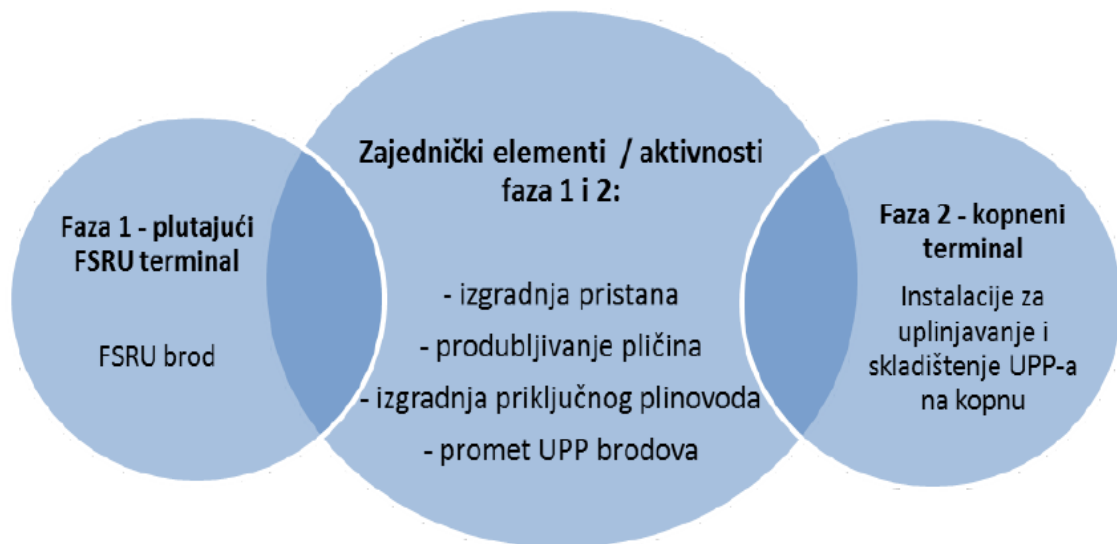 Faza 1 - plutajući
FSRU terminal
FSRU brod
Zajednički elementi / aktivnosti
faza 1 i 2:
- izgradnja pristana
- produbljivanje pličina
- izgradnja priključnog plinovoda
- promet UPP brodova
Faza 2 - kopneni
terminal
Instalacije za
uplinjavanje i
skladištenje UPP-a
na kopnu